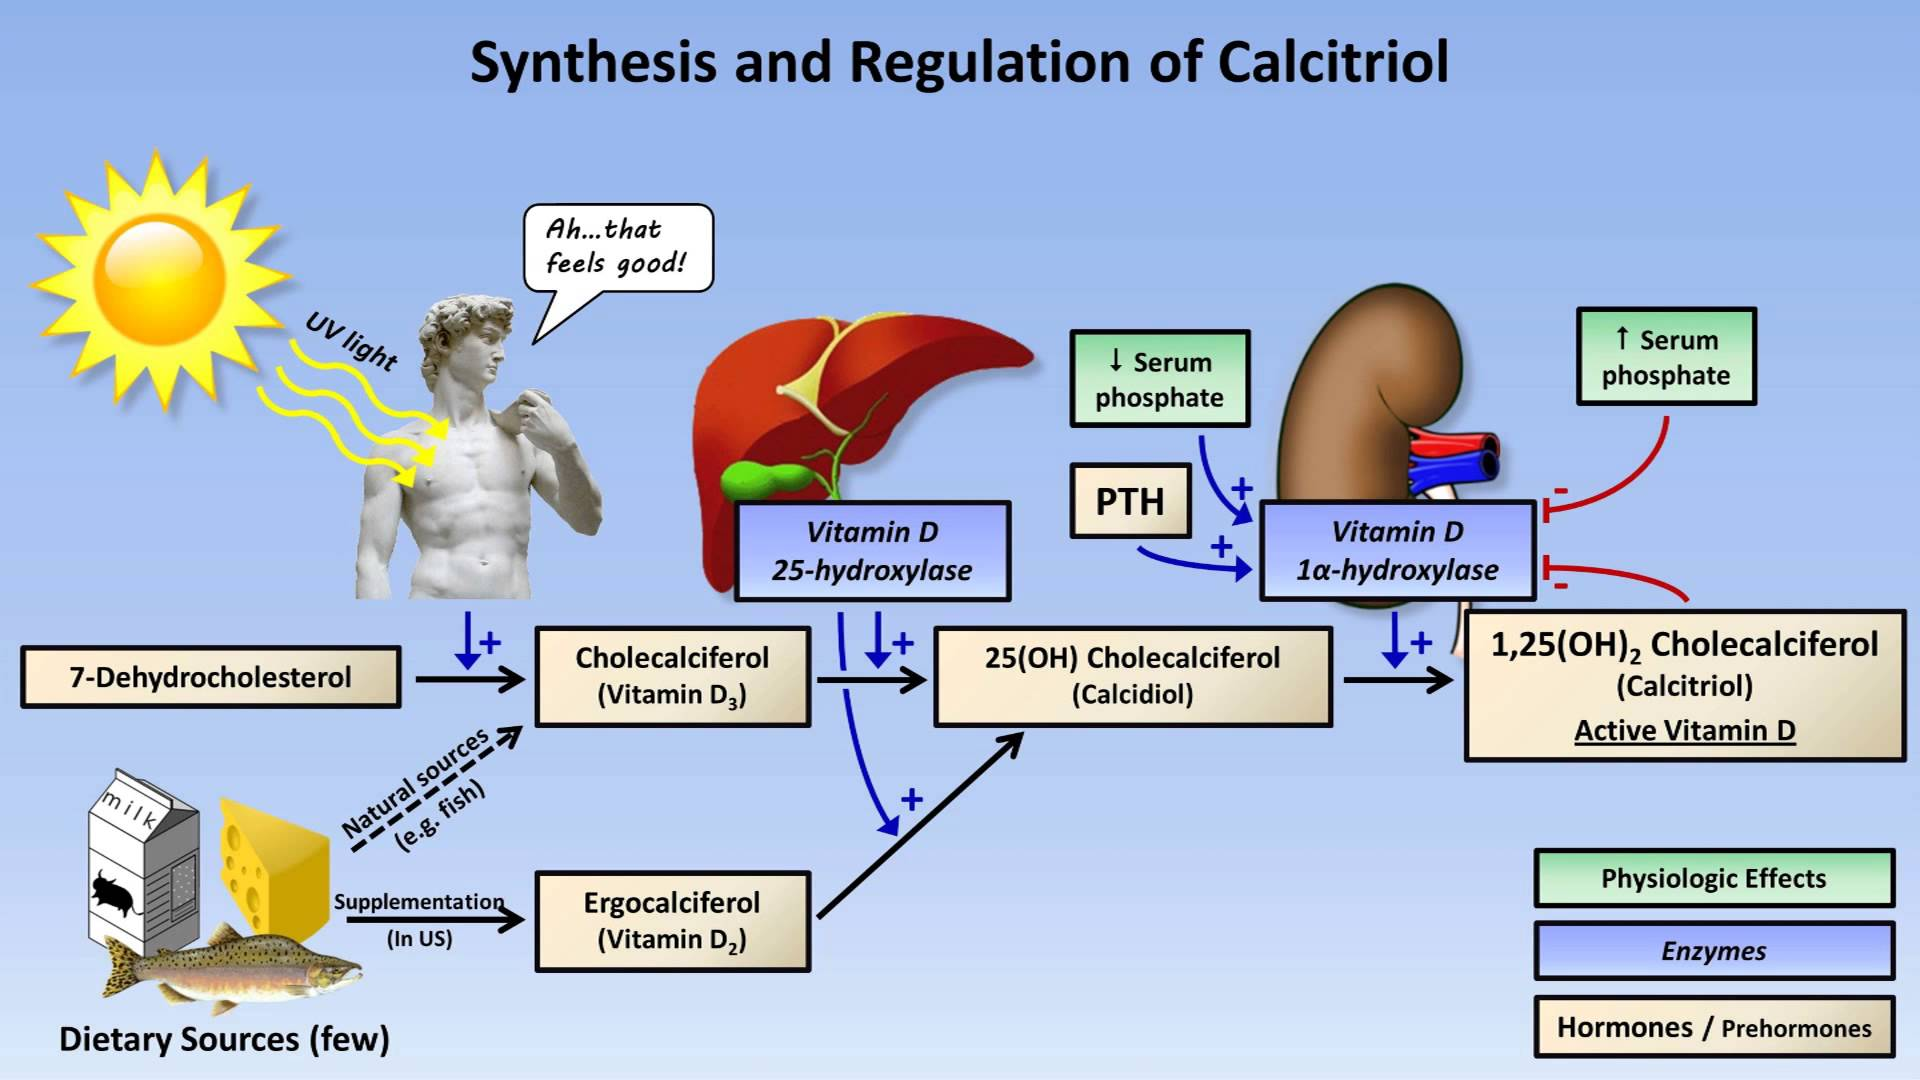 Synthesis and Regulation of Calcitriol
Ah...that
feels good!
UV light
↓ Serum
phosphate
↑ Serum
phosphate
PTH
+
+
-
-
Vitamin D
25-hydroxylase
Vitamin D
1α-hydroxylase
+
+
+
7-Dehydrocholesterol
Cholecalciferol
(Vitamin D₃)
25(OH) Cholecalciferol
(Calcidiol)
1,25(OH)₂ Cholecalciferol
(Calcitriol)
Active Vitamin D
Natural sources
(e.g. fish)
+
milk
Supplementation
(In US)
Ergocalciferol
(Vitamin D₂)
Dietary Sources (few)
Physiologic Effects
Enzymes
Hormones / Prehormones